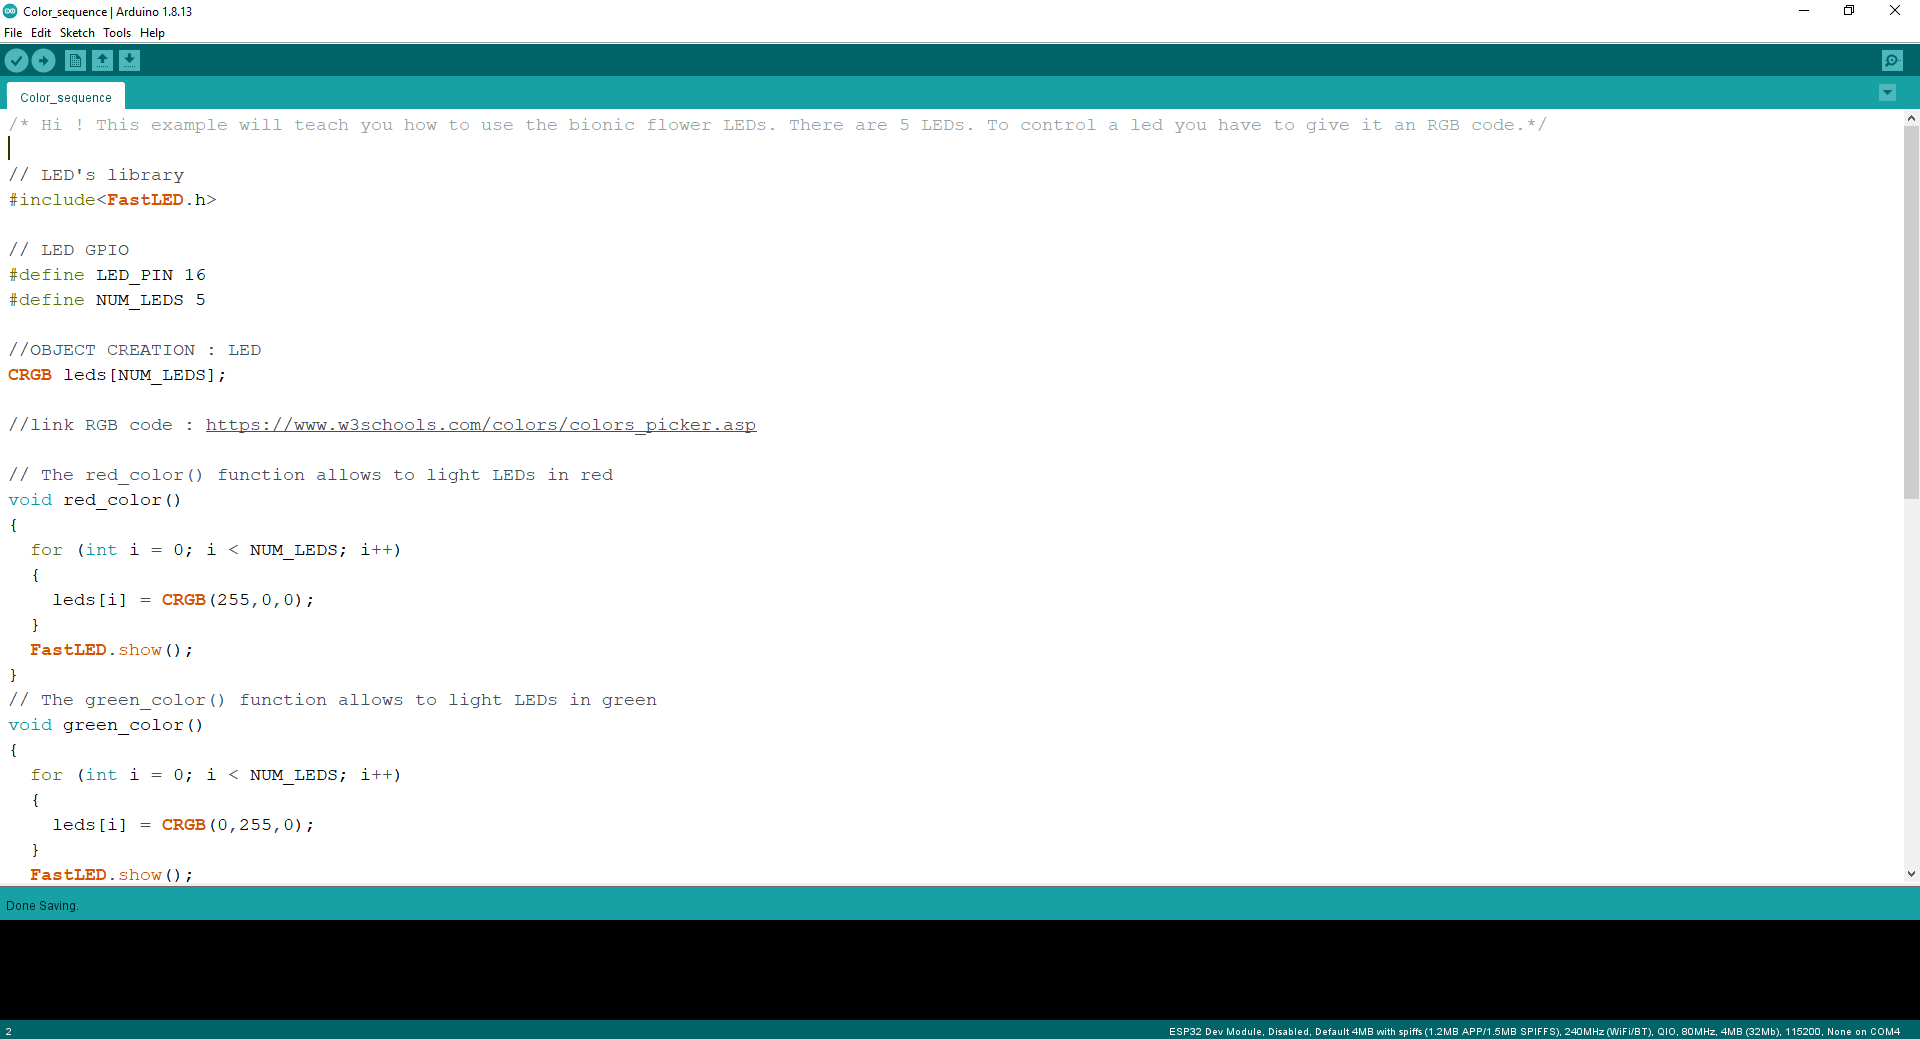 Color_sequence | Arduino 1.8.13
File Edit Sketch Tools Help
Color_sequence
/* Hi ! This example will teach you how to use the bionic flower LEDs. There are 5 LEDs. To control a led you have to give it an RGB code.*/
// LED's library
#include<FastLED.h>
// LED GPIO
#define LED_PIN 16
#define NUM_LEDS 5
//OBJECT CREATION : LED
CRGB leds[NUM_LEDS];
//link RGB code : https://www.w3schools.com/colors/colors_picker.asp
// The red_color() function allows to light LEDs in red
void red_color()
{
for (int i = 0; i < NUM_LEDS; i++)
{
leds[i] = CRGB(255,0,0);
}
FastLED.show();
}
// The green_color() function allows to light LEDs in green
void green_color()
{
for (int i = 0; i < NUM_LEDS; i++)
{
leds[i] = CRGB(0,255,0);
}
FastLED.show();
Done Saving.
2
ESP32 Dev Module, Disabled, Default 4MB with spiffs (1.2MB APP/1.5MB SPIFFS), 240MHz (WiFi/BT), QIO, 80MHz, 4MB (32Mb), 115200, None on COM4